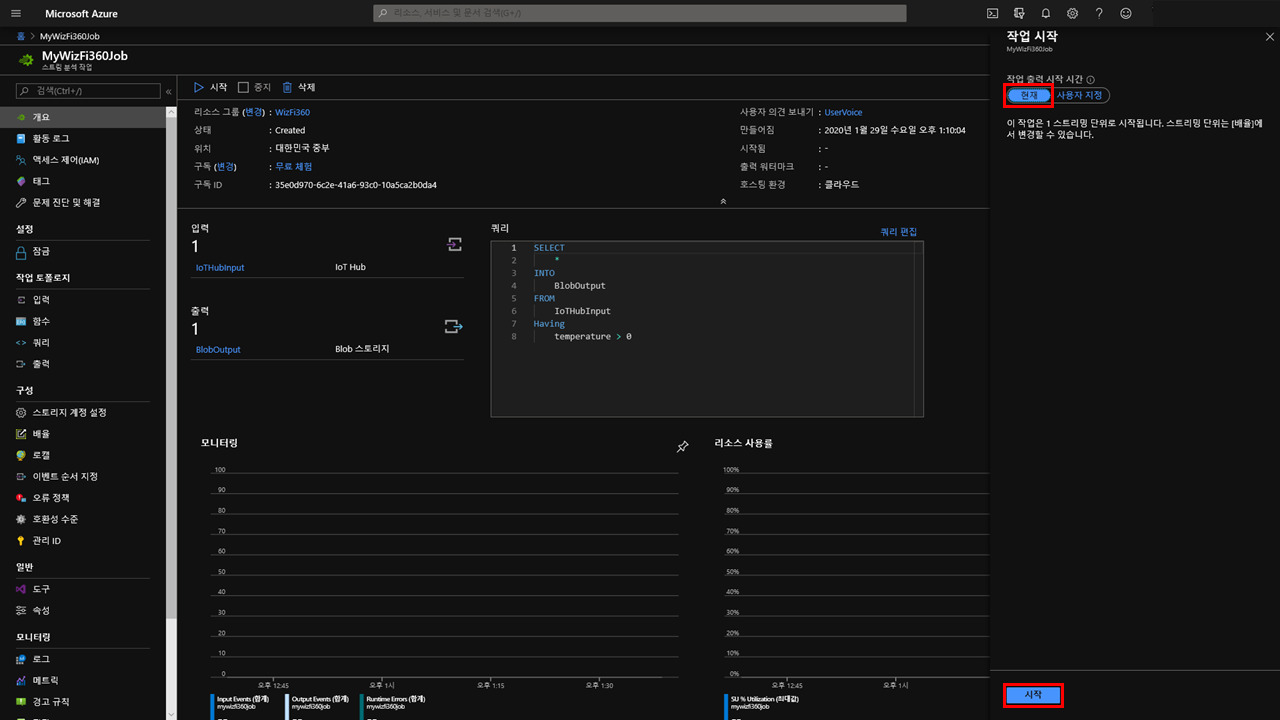 Microsoft Azure
리소스, 서비스 및 문서 검색(G+/)
홈 > MyWizFi360Job
MyWizFi360Job
스트림 분석 작업
검색(Ctrl+/)
«
개요
활동 로그
액세스 제어(IAM)
태그
문제 진단 및 해결
설정
잠금
작업 토폴로지
입력
함수
쿼리
출력
구성
스토리지 계정 설정
배율
로캘
이벤트 순서 지정
오류 정책
호환성 수준
관리 ID
일반
도구
속성
모니터링
로그
메트릭
경고 규칙
시작 중지 삭제
리소스 그룹 (변경) : WizFi360
상태 : Created
위치 : 대한민국 중부
구독 (변경) : 무료 체험
구독 ID : 35e0d970-6c2e-41a6-93c0-10a5ca2b0da4
사용자 의견 보내기 : UserVoice
만들어짐 : 2020년 1월 29일 수요일 오후 1:10:04
시작됨 : -
출력 워터마크 : -
호스팅 환경 : 클라우드
입력
1
IoTHubInput IoT Hub
출력
1
BlobOutput Blob 스토리지
쿼리 쿼리 편집
1 SELECT
2 *
3 INTO
4 BlobOutput
5 FROM
6 IoTHubInput
7 Having
8 temperature > 0
모니터링
100
90
80
70
60
50
40
30
20
10
0
오후 12:45 오후 1시 오후 1:15 오후 1:30
Input Events (합계) Output Events (합계) Runtime Errors (합계)
mywizfi360job mywizfi360job mywizfi360job
리소스 사용률
100%
90%
80%
70%
60%
50%
40%
30%
20%
10%
0%
오후 12:45 오후 1시
SU % Utilization (최대값)
mywizfi360job
작업 시작
MyWizFi360Job
작업 출력 시작 시간
현재 사용자 지정
이 작업은 1 스트리밍 단위로 시작됩니다. 스트리밍 단위는 [배율]에
서 변경할 수 있습니다.
시작